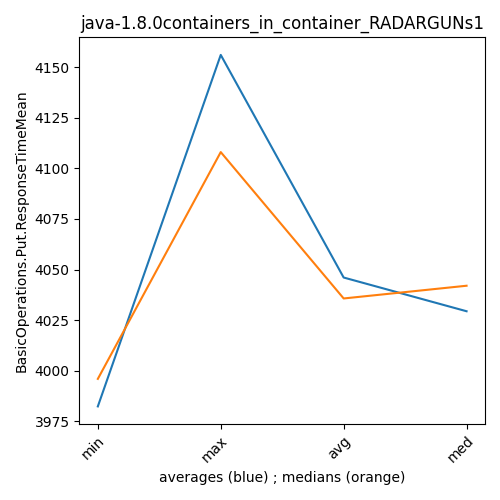 java-1.8.0containers_in_container_RADARGUNs1
BasicOperations.Put.ResponseTimeMean
4150
4125
4100
4075
4050
4025
4000
3975
min
max
avg
med
averages (blue) ; medians (orange)